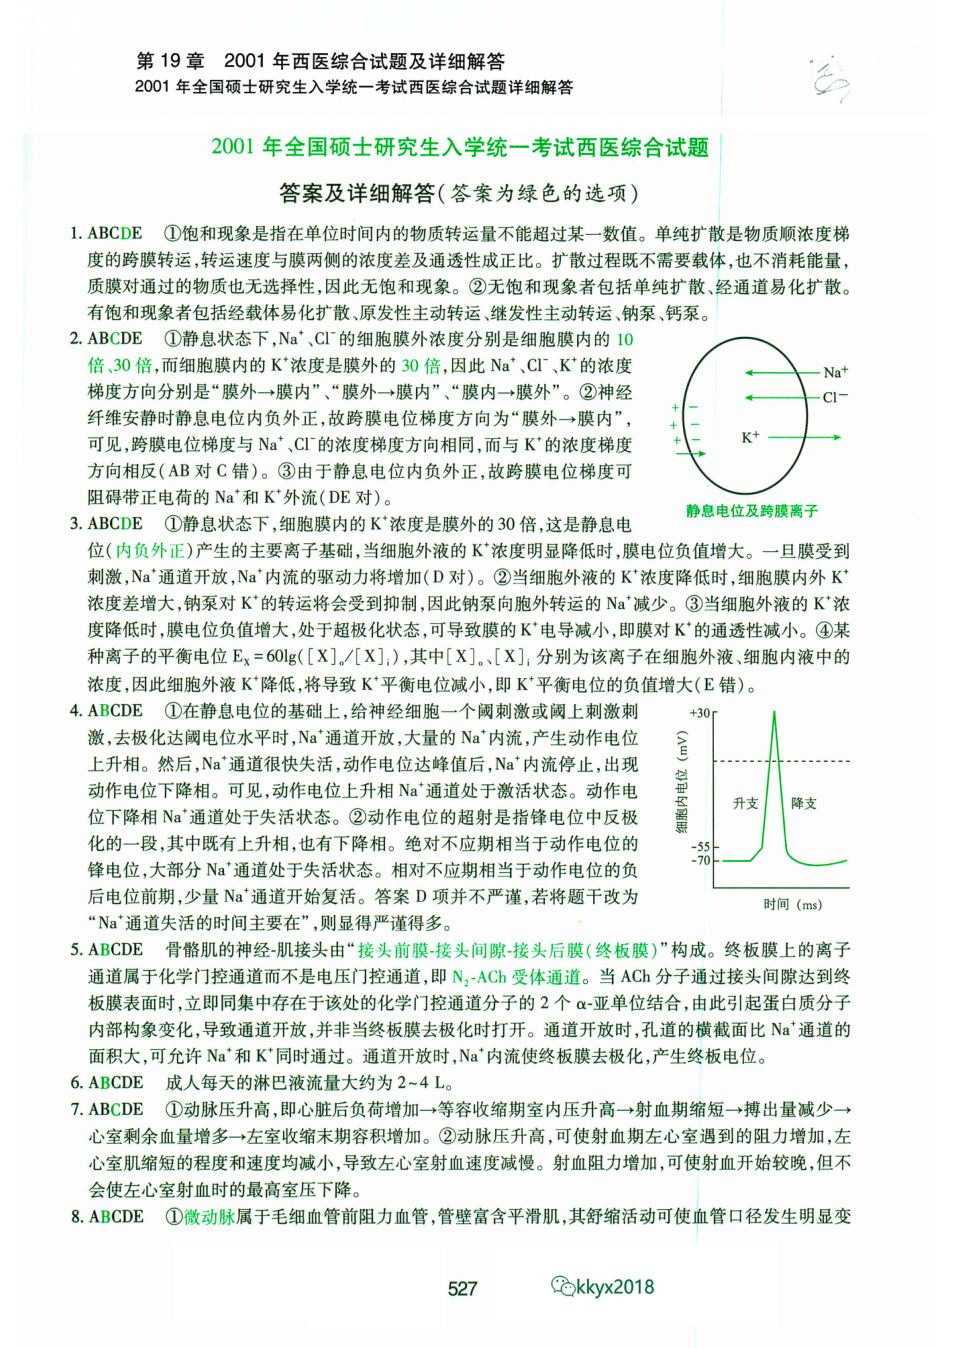 第 19 章　2001 年西医综合试题及详细解答
2001 年全国硕士研究生入学统一考试西医综合试题详细解答
2001 年全国硕士研究生入学统一考试西医综合试题
答案及详细解答(答案为绿色的选项)
1. ABCDE　①饱和现象是指在单位时间内的物质转运量不能超过某一数值。单纯扩散是物质顺浓度梯
度的跨膜转运,转运速度与膜两侧的浓度差及通透性成正比。扩散过程既不需要载体,也不消耗能量,
质膜对通过的物质也无选择性,因此无饱和现象。②无饱和现象者包括单纯扩散、经通道易化扩散。
有饱和现象者包括经载体易化扩散、原发性主动转运、继发性主动转运、钠泵、钙泵。
2. ABCDE　①静息状态下,Na⁺、Cl⁻的细胞膜外浓度分别是细胞膜内的 10
倍、30 倍,而细胞膜内的 K⁺浓度是膜外的 30 倍,因此 Na⁺、Cl⁻、K⁺的浓度
梯度方向分别是“膜外→膜内”、“膜外→膜内”、“膜内→膜外”。②神经
纤维安静时静息电位内负外正,故跨膜电位梯度方向为“膜外→膜内”,
可见,跨膜电位梯度与 Na⁺、Cl⁻的浓度梯度方向相同,而与 K⁺的浓度梯度
方向相反(AB 对 C 错)。③由于静息电位内负外正,故跨膜电位梯度可
阻碍带正电荷的 Na⁺和 K⁺外流(DE 对)。
Na⁺
Cl−
K⁺
+ −
+ −
+ −
静息电位及跨膜离子
3. ABCDE　①静息状态下,细胞膜内的 K⁺浓度是膜外的 30 倍,这是静息电
位(内负外正)产生的主要离子基础,当细胞外液的 K⁺浓度明显降低时,膜电位负值增大。一旦膜受到
刺激,Na⁺通道开放,Na⁺内流的驱动力将增加(D 对)。②当细胞外液的 K⁺浓度降低时,细胞膜内外 K⁺
浓度差增大,钠泵对 K⁺的转运将会受到抑制,因此钠泵向胞外转运的 Na⁺减少。③当细胞外液的 K⁺浓
度降低时,膜电位负值增大,处于超极化状态,可导致膜的 K⁺电导减小,即膜对 K⁺的通透性减小。④某
种离子的平衡电位 Eₓ = 60lg([X]ₒ/[X]ᵢ),其中[X]ₒ、[X]ᵢ 分别为该离子在细胞外液、细胞内液中的
浓度,因此细胞外液 K⁺降低,将导致 K⁺平衡电位减小,即 K⁺平衡电位的负值增大(E 错)。
4. ABCDE　①在静息电位的基础上,给神经细胞一个阈刺激或阈上刺激刺
激,去极化达阈电位水平时,Na⁺通道开放,大量的 Na⁺内流,产生动作电位
上升相。然后,Na⁺通道很快失活,动作电位达峰值后,Na⁺内流停止,出现
动作电位下降相。可见,动作电位上升相 Na⁺通道处于激活状态。动作电
位下降相 Na⁺通道处于失活状态。②动作电位的超射是指锋电位中反极
化的一段,其中既有上升相,也有下降相。绝对不应期相当于动作电位的
锋电位,大部分 Na⁺通道处于失活状态。相对不应期相当于动作电位的负
后电位前期,少量 Na⁺通道开始复活。答案 D 项并不严谨,若将题干改为
“Na⁺通道失活的时间主要在”,则显得严谨得多。
+30
细胞内电位 (mV)
升支
降支
-55
-70
时间 (ms)
5. ABCDE　骨骼肌的神经-肌接头由“接头前膜-接头间隙-接头后膜(终板膜)”构成。终板膜上的离子
通道属于化学门控通道而不是电压门控通道,即 N₂-ACh 受体通道。当 ACh 分子通过接头间隙达到终
板膜表面时,立即同集中存在于该处的化学门控通道分子的 2 个 α-亚单位结合,由此引起蛋白质分子
内部构象变化,导致通道开放,并非当终板膜去极化时打开。通道开放时,孔道的横截面比 Na⁺通道的
面积大,可允许 Na⁺和 K⁺同时通过。通道开放时,Na⁺内流使终板膜去极化,产生终板电位。
6. ABCDE　成人每天的淋巴液流量大约为 2~4 L。
7. ABCDE　①动脉压升高,即心脏后负荷增加→等容收缩期室内压升高→射血期缩短→搏出量减少→
心室剩余血量增多→左室收缩末期容积增加。②动脉压升高,可使射血期左心室遇到的阻力增加,左
心室肌缩短的程度和速度均减小,导致左心室射血速度减慢。射血阻力增加,可使射血开始较晚,但不
会使左心室射血时的最高室压下降。
8. ABCDE　①微动脉属于毛细血管前阻力血管,管壁富含平滑肌,其舒缩活动可使血管口径发生明显变
527
kkyx2018